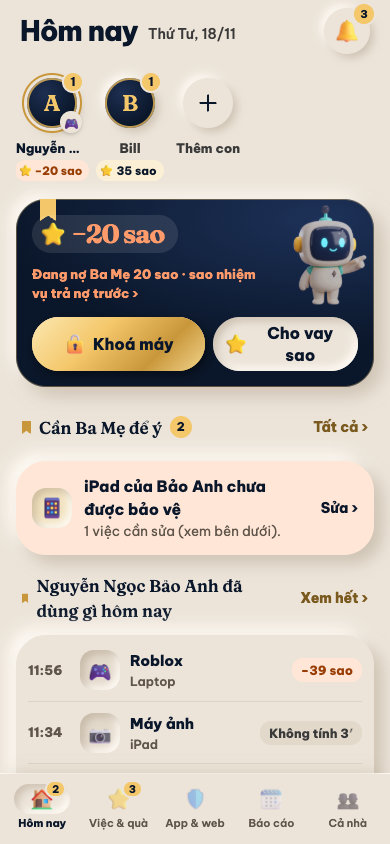 Hôm nay Thứ Tư, 18/11
3
A
1
B
1
Nguyễn ...
Bill
Thêm con
−20 sao
35 sao
−20 sao
Đang nợ Ba Mẹ 20 sao · sao nhiệm
vụ trả nợ trước ›
Khoá máy
Cho vay
sao
Cần Ba Mẹ để ý 2
Tất cả ›
iPad của Bảo Anh chưa
được bảo vệ
1 việc cần sửa (xem bên dưới).
Sửa ›
Nguyễn Ngọc Bảo Anh đã
dùng gì hôm nay
Xem hết ›
11:56
Roblox
Laptop
−39 sao
11:34
Máy ảnh
iPad
Không tính 3′
2
3
Hôm nay
Việc & quà
App & web
Báo cáo
Cả nhà